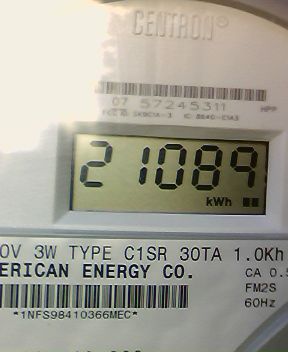 CENTRON®
07 57245311 HPP
21089
kWh
0V 3W TYPE C1SR 30TA 1.0Kh
ERICAN ENERGY CO. CA 0.5
FM2S
60Hz
*1NFS98410366MEC*